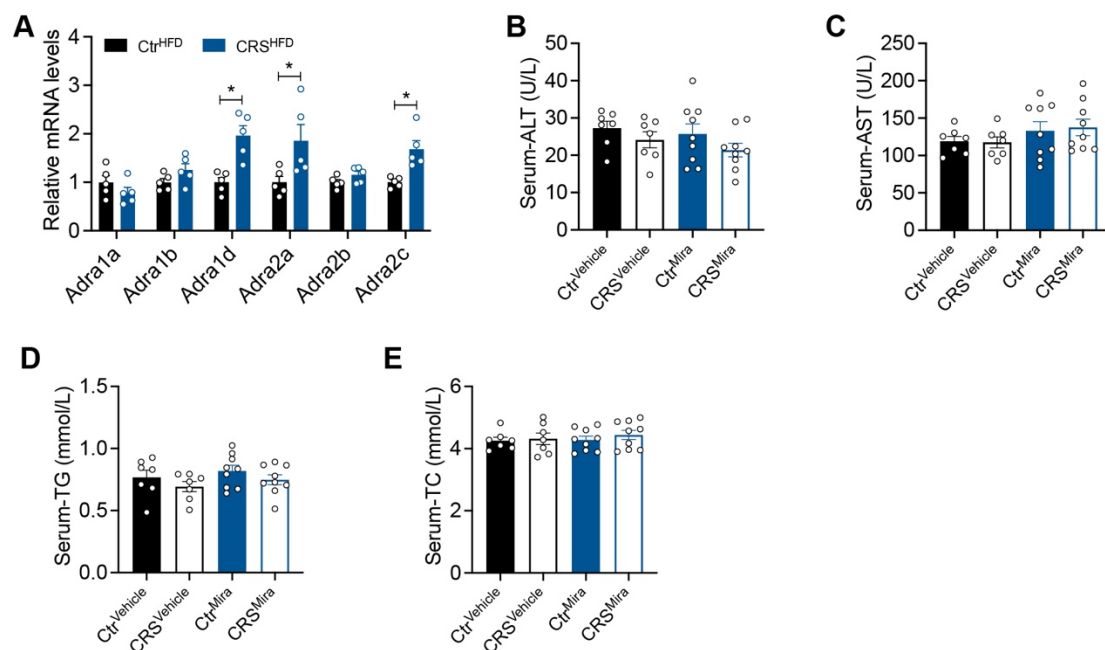 A
Relative mRNA levels
Ctr^HFD
CRS^HFD
4
3
2
1
0
*
*
*
Adra1a
Adra1b
Adra1d
Adra2a
Adra2b
Adra2c
B
Serum-ALT (U/L)
50
40
30
20
10
0
Ctr^Vehicle
CRS^Vehicle
Ctr^Mira
CRS^Mira
C
Serum-AST (U/L)
250
200
150
100
50
0
Ctr^Vehicle
CRS^Vehicle
Ctr^Mira
CRS^Mira
D
Serum-TG (mmol/L)
1.5
1.0
0.5
0.0
Ctr^Vehicle
CRS^Vehicle
Ctr^Mira
CRS^Mira
E
Serum-TC (mmol/L)
6
4
2
0
Ctr^Vehicle
CRS^Vehicle
Ctr^Mira
CRS^Mira